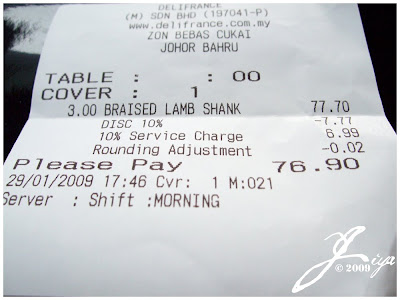 DELIFRANCE
(M) SDN BHD (197041-P)
www.delifrance.com.my
ZON BEBAS CUKAI
JOHOR BAHRU
TABLE : : 00
COVER : 1
3.00 BRAISED LAMB SHANK 77.70
DISC 10% -7.77
10% Service Charge 6.99
Rounding Adjustment -0.02
Please Pay 76.90
29/01/2009 17:46 Cvr: 1 M:021
Server : Shift :MORNING
© 2009